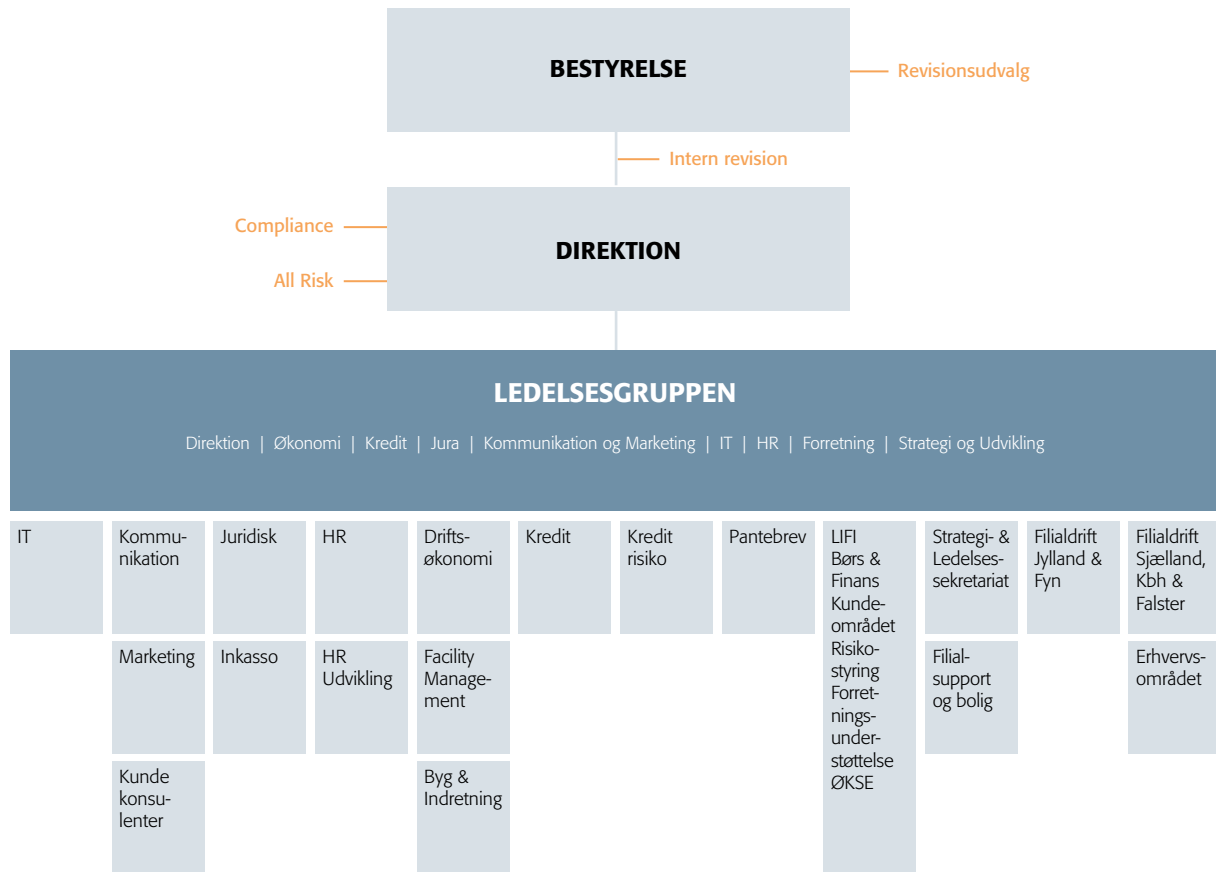 BESTYRELSE
Revisionsudvalg
Intern revision
Compliance
DIREKTION
All Risk
LEDELSESGRUPPEN
Direktion | Økonomi | Kredit | Jura | Kommunikation og Marketing | IT | HR | Forretning | Strategi og Udvikling
IT
Kommu-
nikation
Juridisk
HR
Drifts-
økonomi
Kredit
Kredit
risiko
Pantebrev
LIFI
Børs &
Finans
Kunde-
området
Risiko-
styring
Forret-
nings-
under-
støttelse
ØKSE
Strategi- &
Ledelses-
sekretariat
Filialdrift
Jylland &
Fyn
Filialdrift
Sjælland,
Kbh &
Falster
Marketing
Inkasso
HR
Udvikling
Facility
Manage-
ment
Filial-
support
og bolig
Erhvervs-
området
Kunde
konsu-
lenter
Byg &
Indretning